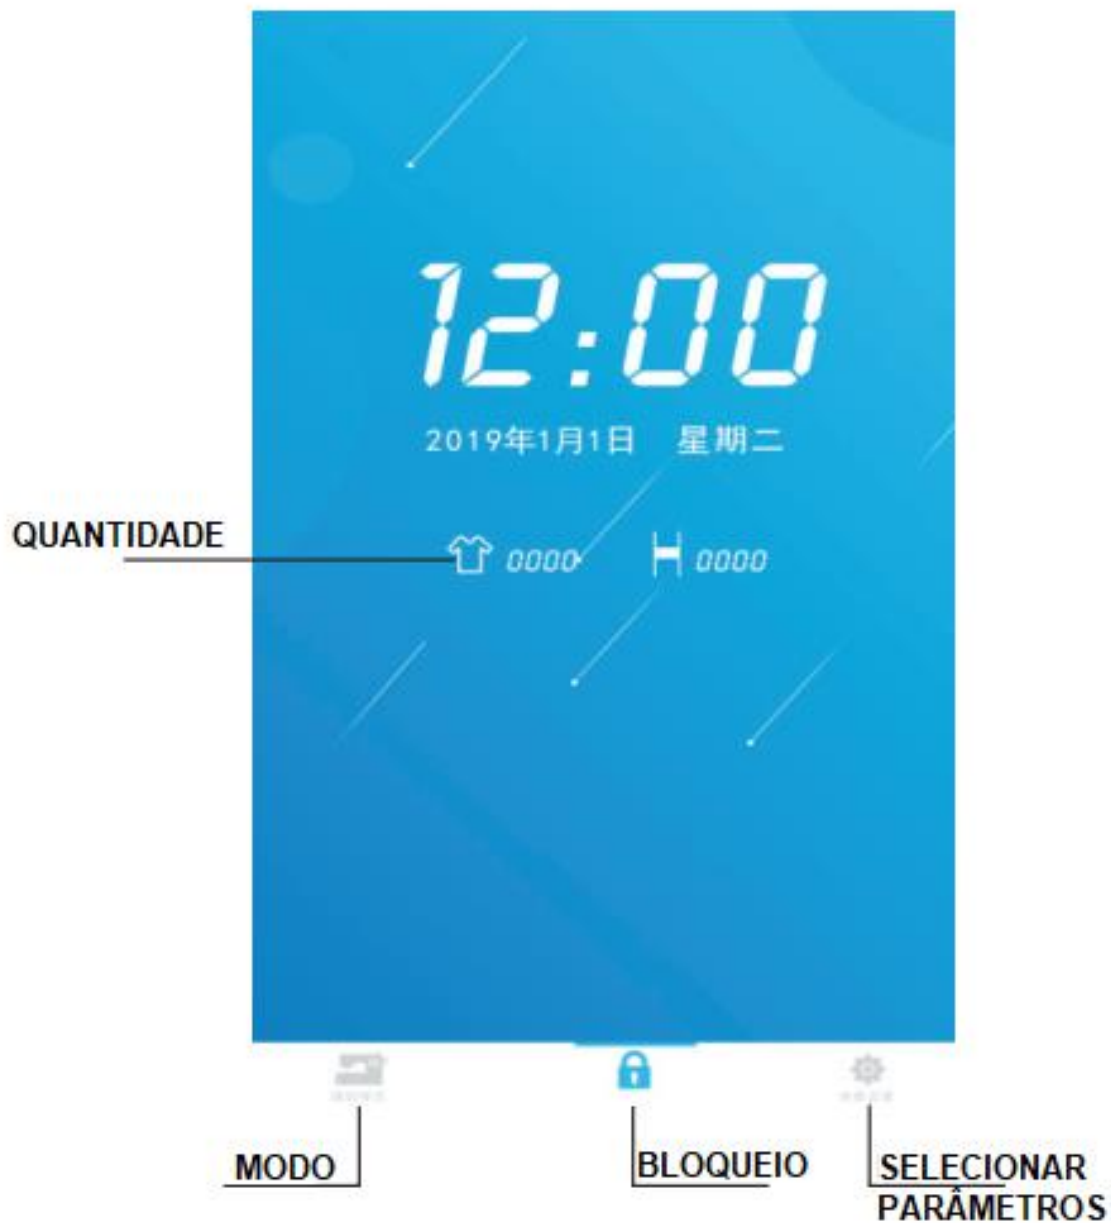 12:00
2019年1月1日 星期二
QUANTIDADE
0000 0000
MODO
BLOQUEIO
SELECIONAR
PARÂMETROS